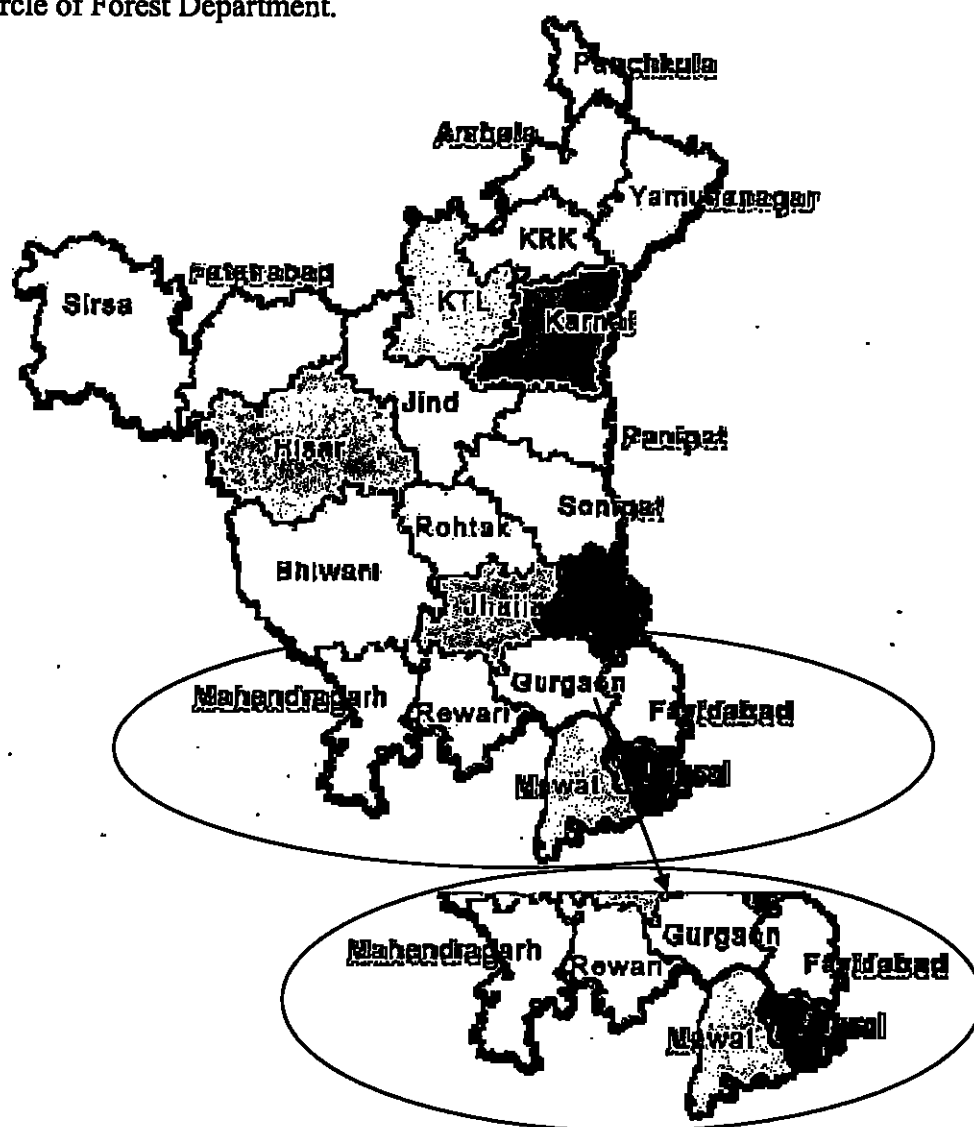 rcle of Forest Department.
Panchkula
Ambala
Yamunanagar
KRK
Fatehabad
Sirsa
KTL
Karnal
Jind
Panipat
Hisar
Sonipat
Rohtak
Bhiwani
Gurgaon
Mahendragarh
Rewari
Faridabad
Mewat
Gurgaon
Mahendragarh
Rewari
Faridabad
Mewat